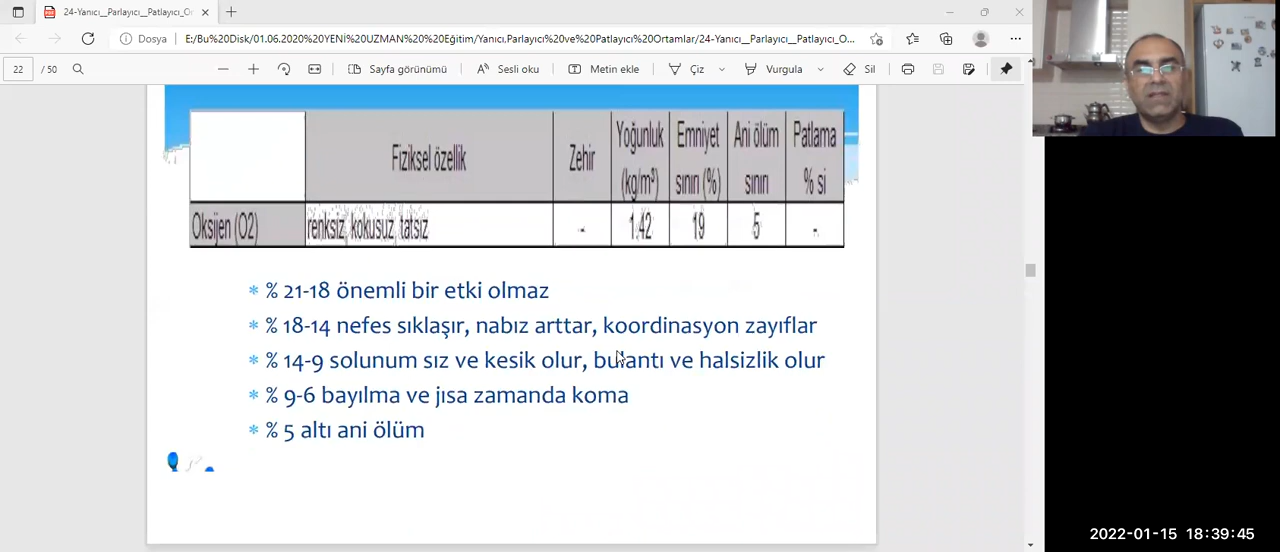 24-Yanıcı__Parlayıcı__Patlayıcı_Or
Dosya
E:/Bu%20Disk/01.06.2020%20YENİ%20UZMAN%20%20Eğitim/Yanıcı,Parlayıcı%20ve%20Patlayıcı%20Ortamlar/24-Yanıcı__Parlayıcı__Patlayıcı_O...
22 / 50
Sayfa görünümü
Sesli oku
Metin ekle
Çiz
Vurgula
Sil
Fiziksel özellik Zehir Yoğunluk (kg/m³) Emniyet sınırı (%) Ani ölüm sınırı Patlama % si
Oksijen (O2) renksiz, kokusuz, tatsız - 1.42 19 5 -
* % 21-18 önemli bir etki olmaz
* % 18-14 nefes sıklaşır, nabız arttar, koordinasyon zayıflar
* % 14-9 solunum sız ve kesik olur, bulantı ve halsizlik olur
* % 9-6 bayılma ve jısa zamanda koma
* % 5 altı ani ölüm
2022-01-15 18:39:45